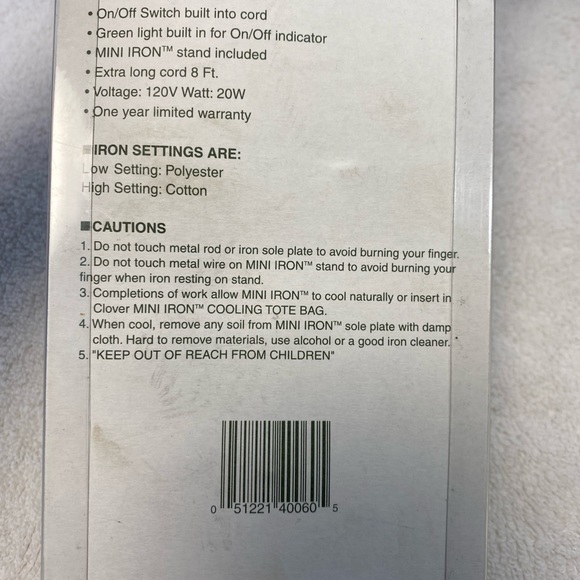 • On/Off Switch built into cord
• Green light built in for On/Off indicator
• MINI IRON™ stand included
• Extra long cord 8 Ft.
• Voltage: 120V Watt: 20W
• One year limited warranty
■IRON SETTINGS ARE:
Low Setting: Polyester
High Setting: Cotton
■CAUTIONS
1. Do not touch metal rod or iron sole plate to avoid burning your finger.
2. Do not touch metal wire on MINI IRON™ stand to avoid burning your
finger when iron resting on stand.
3. Completions of work allow MINI IRON™ to cool naturally or insert in
Clover MINI IRON™ COOLING TOTE BAG.
4. When cool, remove any soil from MINI IRON™ sole plate with damp
cloth. Hard to remove materials, use alcohol or a good iron cleaner.
5. "KEEP OUT OF REACH FROM CHILDREN"
0 51221 40060 5